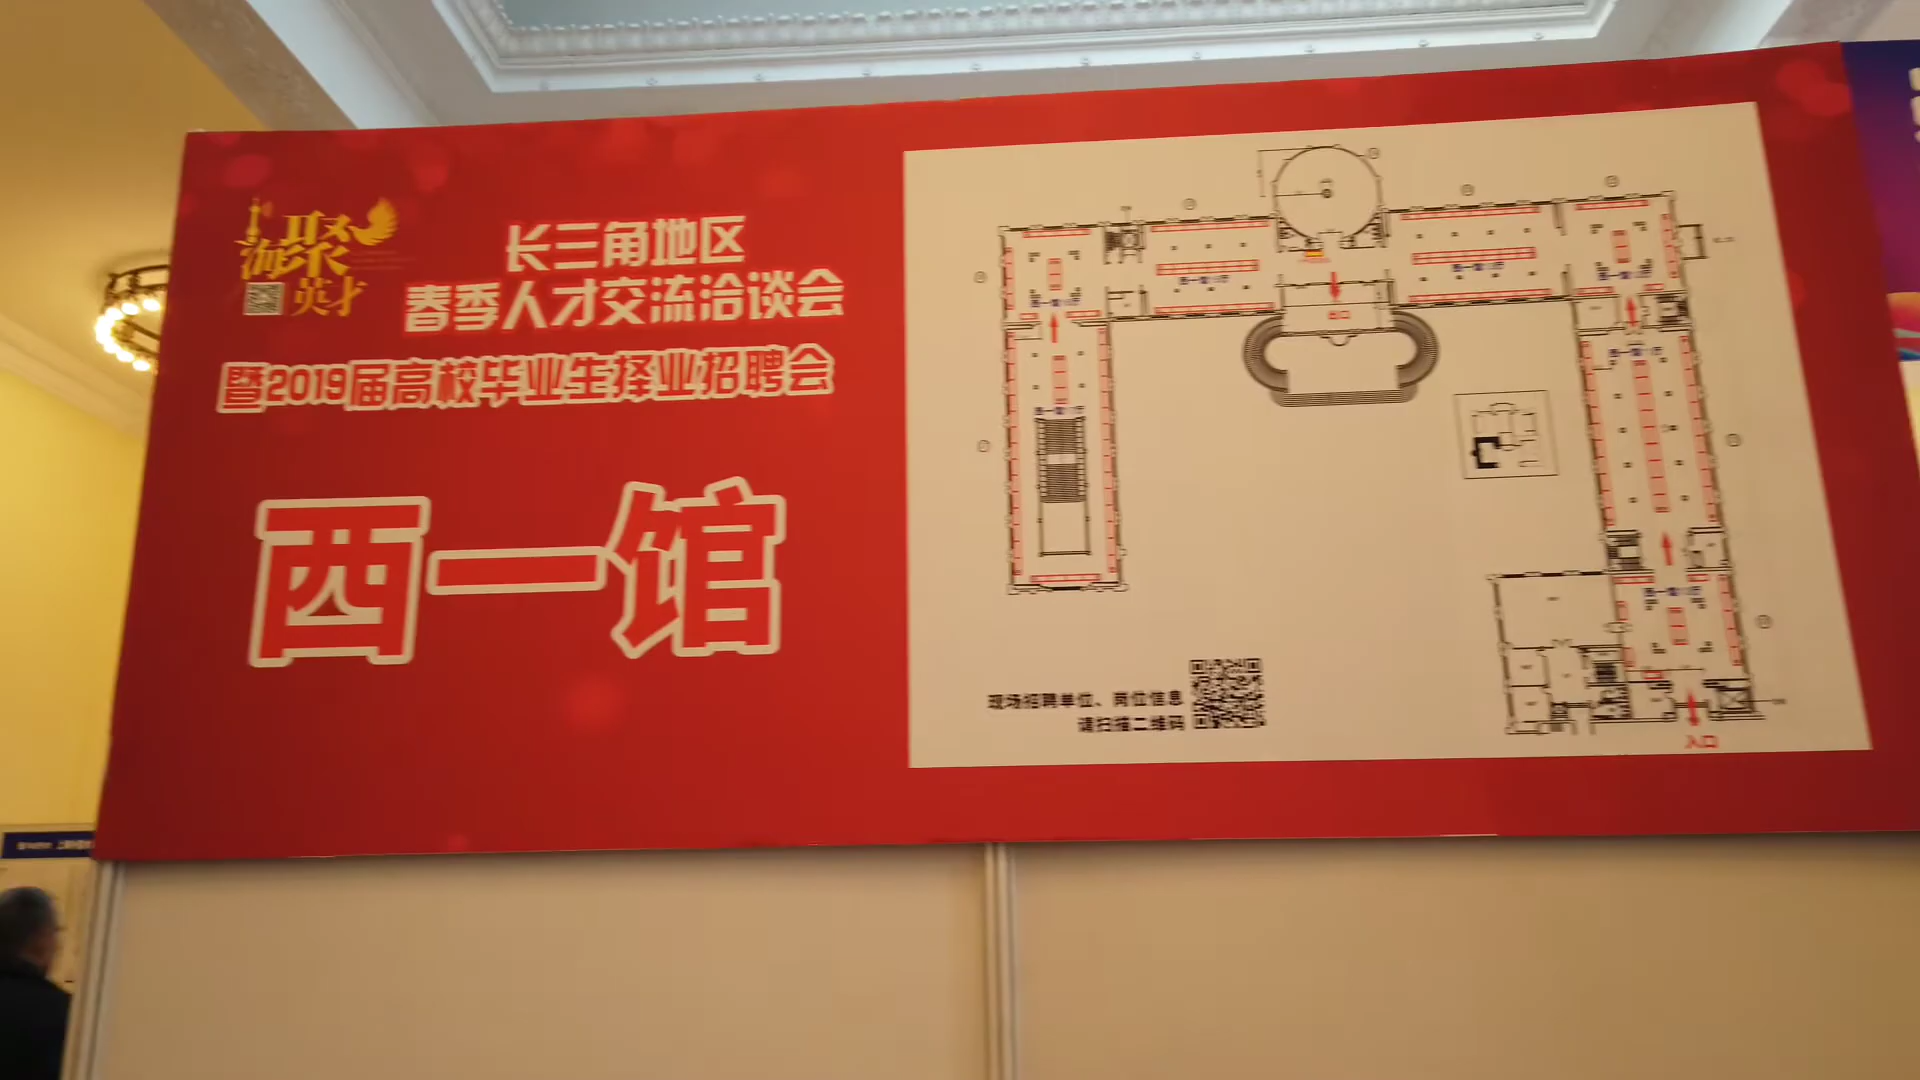 海聚
英才
长三角地区
春季人才交流洽谈会
暨2019届高校毕业生择业招聘会
西一馆
出口
现场招聘单位、岗位信息
请扫描二维码
入口